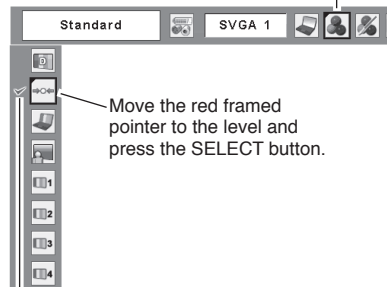 Standard
SVGA 1
D
Move the red framed
pointer to the level and
press the SELECT button.
1
2
3
4